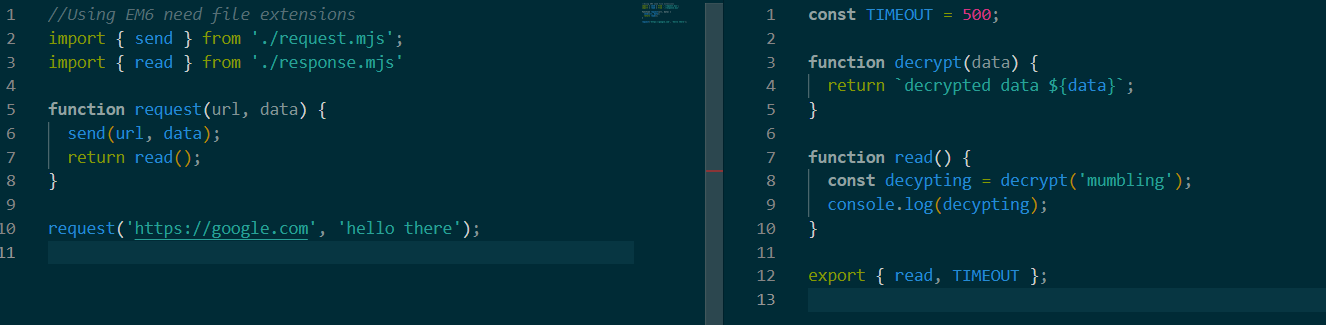 1 //Using EM6 need file extensions
2 import { send } from './request.mjs';
3 import { read } from './response.mjs'
4
5 function request(url, data) {
6   send(url, data);
7   return read();
8 }
9
10 request('https://google.com', 'hello there');
11
1 const TIMEOUT = 500;
2
3 function decrypt(data) {
4   return `decrypted data ${data}`;
5 }
6
7 function read() {
8   const decypting = decrypt('mumbling');
9   console.log(decypting);
10 }
11
12 export { read, TIMEOUT };
13